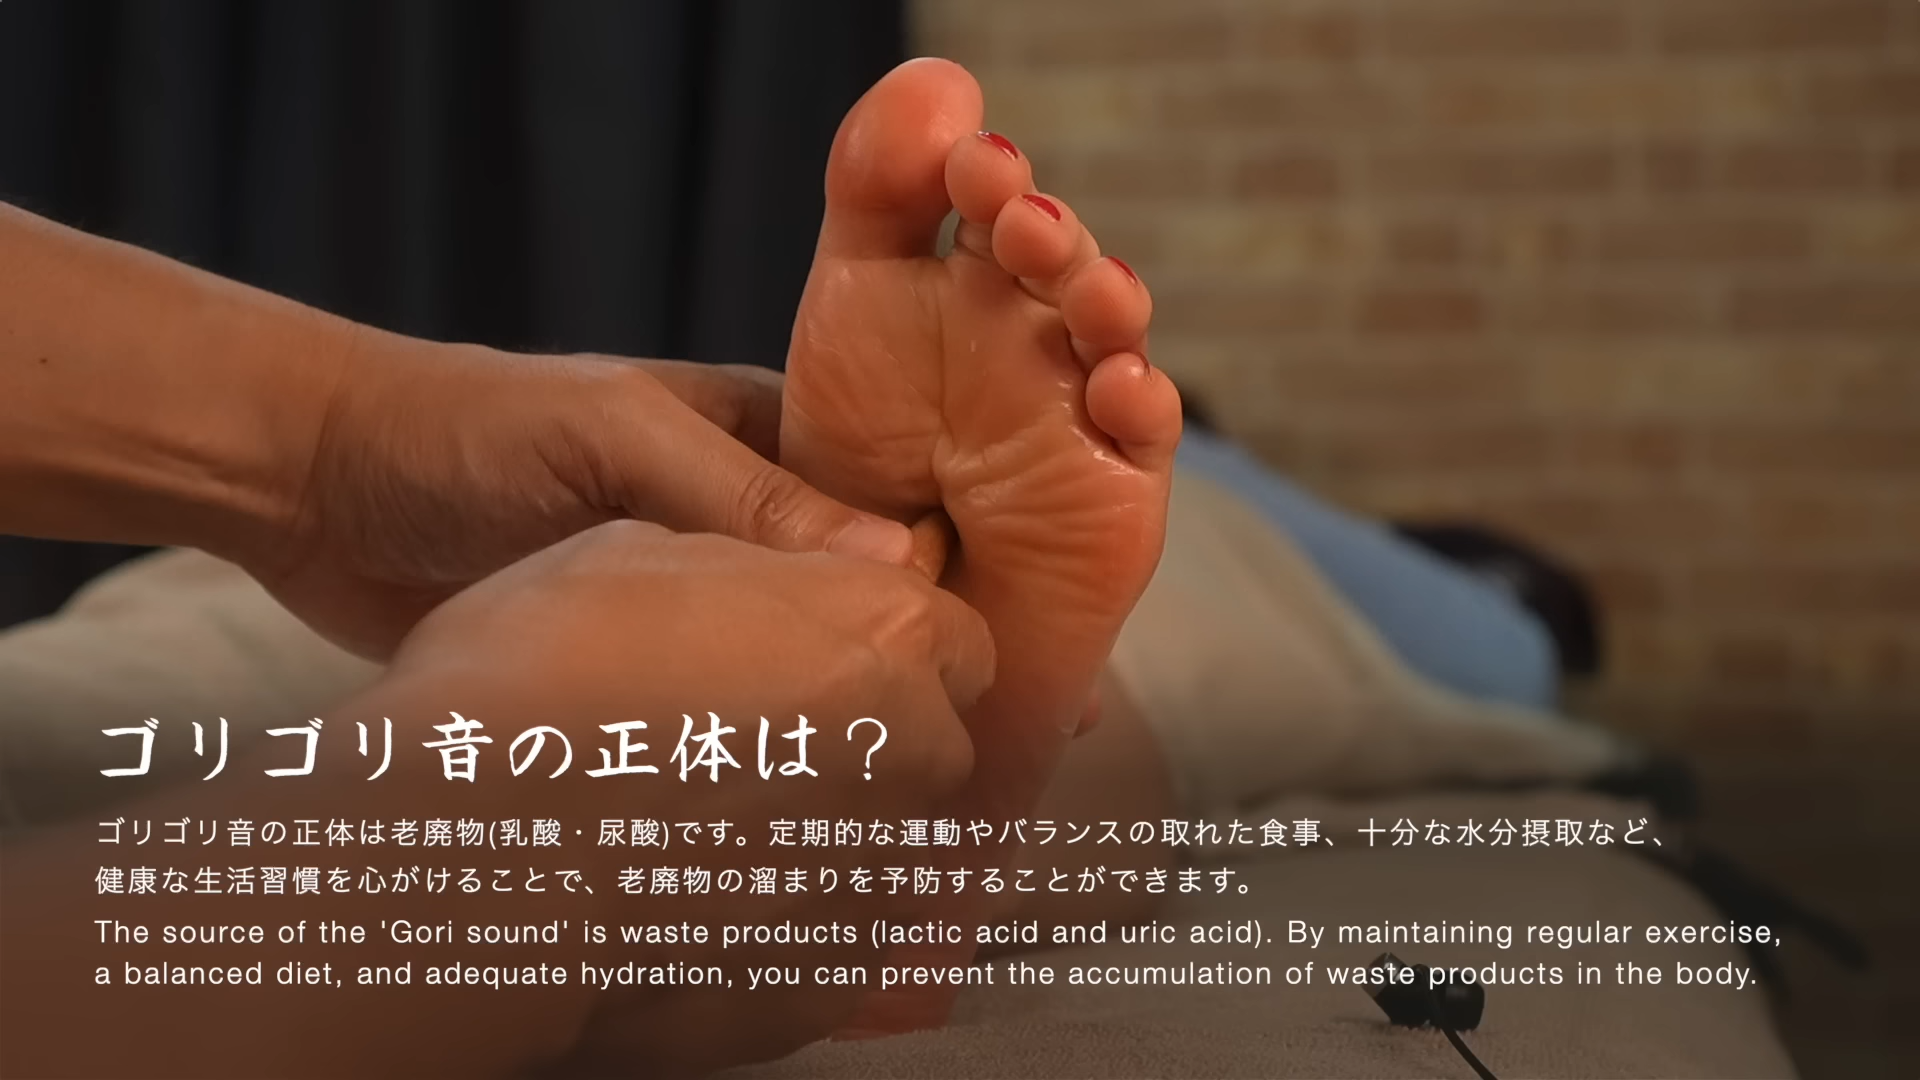 ゴリゴリ音の正体は？
ゴリゴリ音の正体は老廃物(乳酸・尿酸)です。定期的な運動やバランスの取れた食事、十分な水分摂取など、
健康な生活習慣を心がけることで、老廃物の溜まりを予防することができます。
The source of the 'Gori sound' is waste products (lactic acid and uric acid). By maintaining regular exercise,
a balanced diet, and adequate hydration, you can prevent the accumulation of waste products in the body.